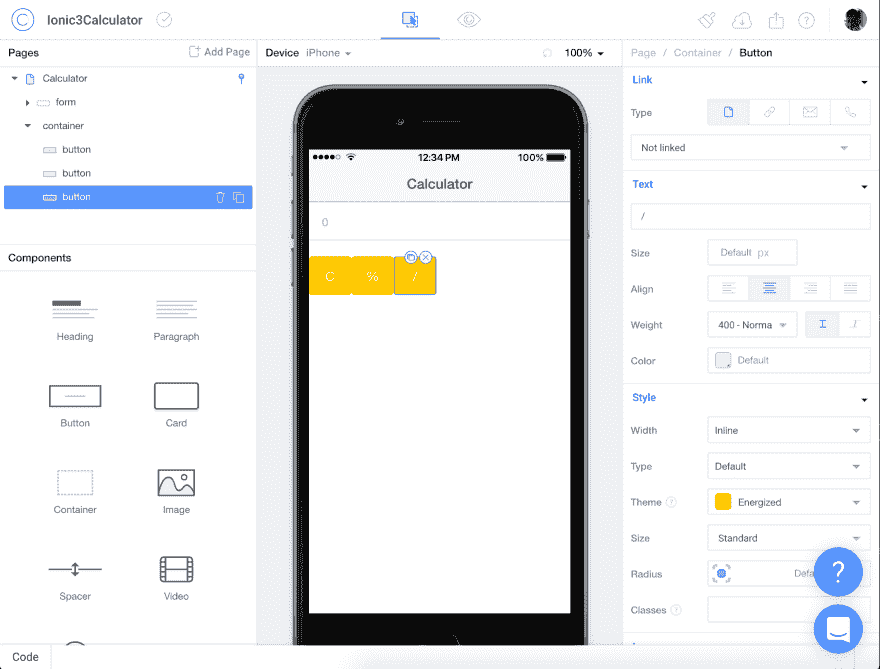 C Ionic3Calculator
?
Pages
Add Page
Device iPhone
100%
Page / Container / Button
Calculator
form
container
button
button
button
Components
Heading
Paragraph
Button
Card
Container
Image
Spacer
Video
Code
12:34 PM
100%
Calculator
0
C
%
/
Link
Type
Not linked
Text
/
Size
Default px
Align
Weight
400 - Norma
I
I
Color
Default
Style
Width
Inline
Type
Default
Theme ?
Energized
Size
Standard
Radius
Defa
?
Classes ?